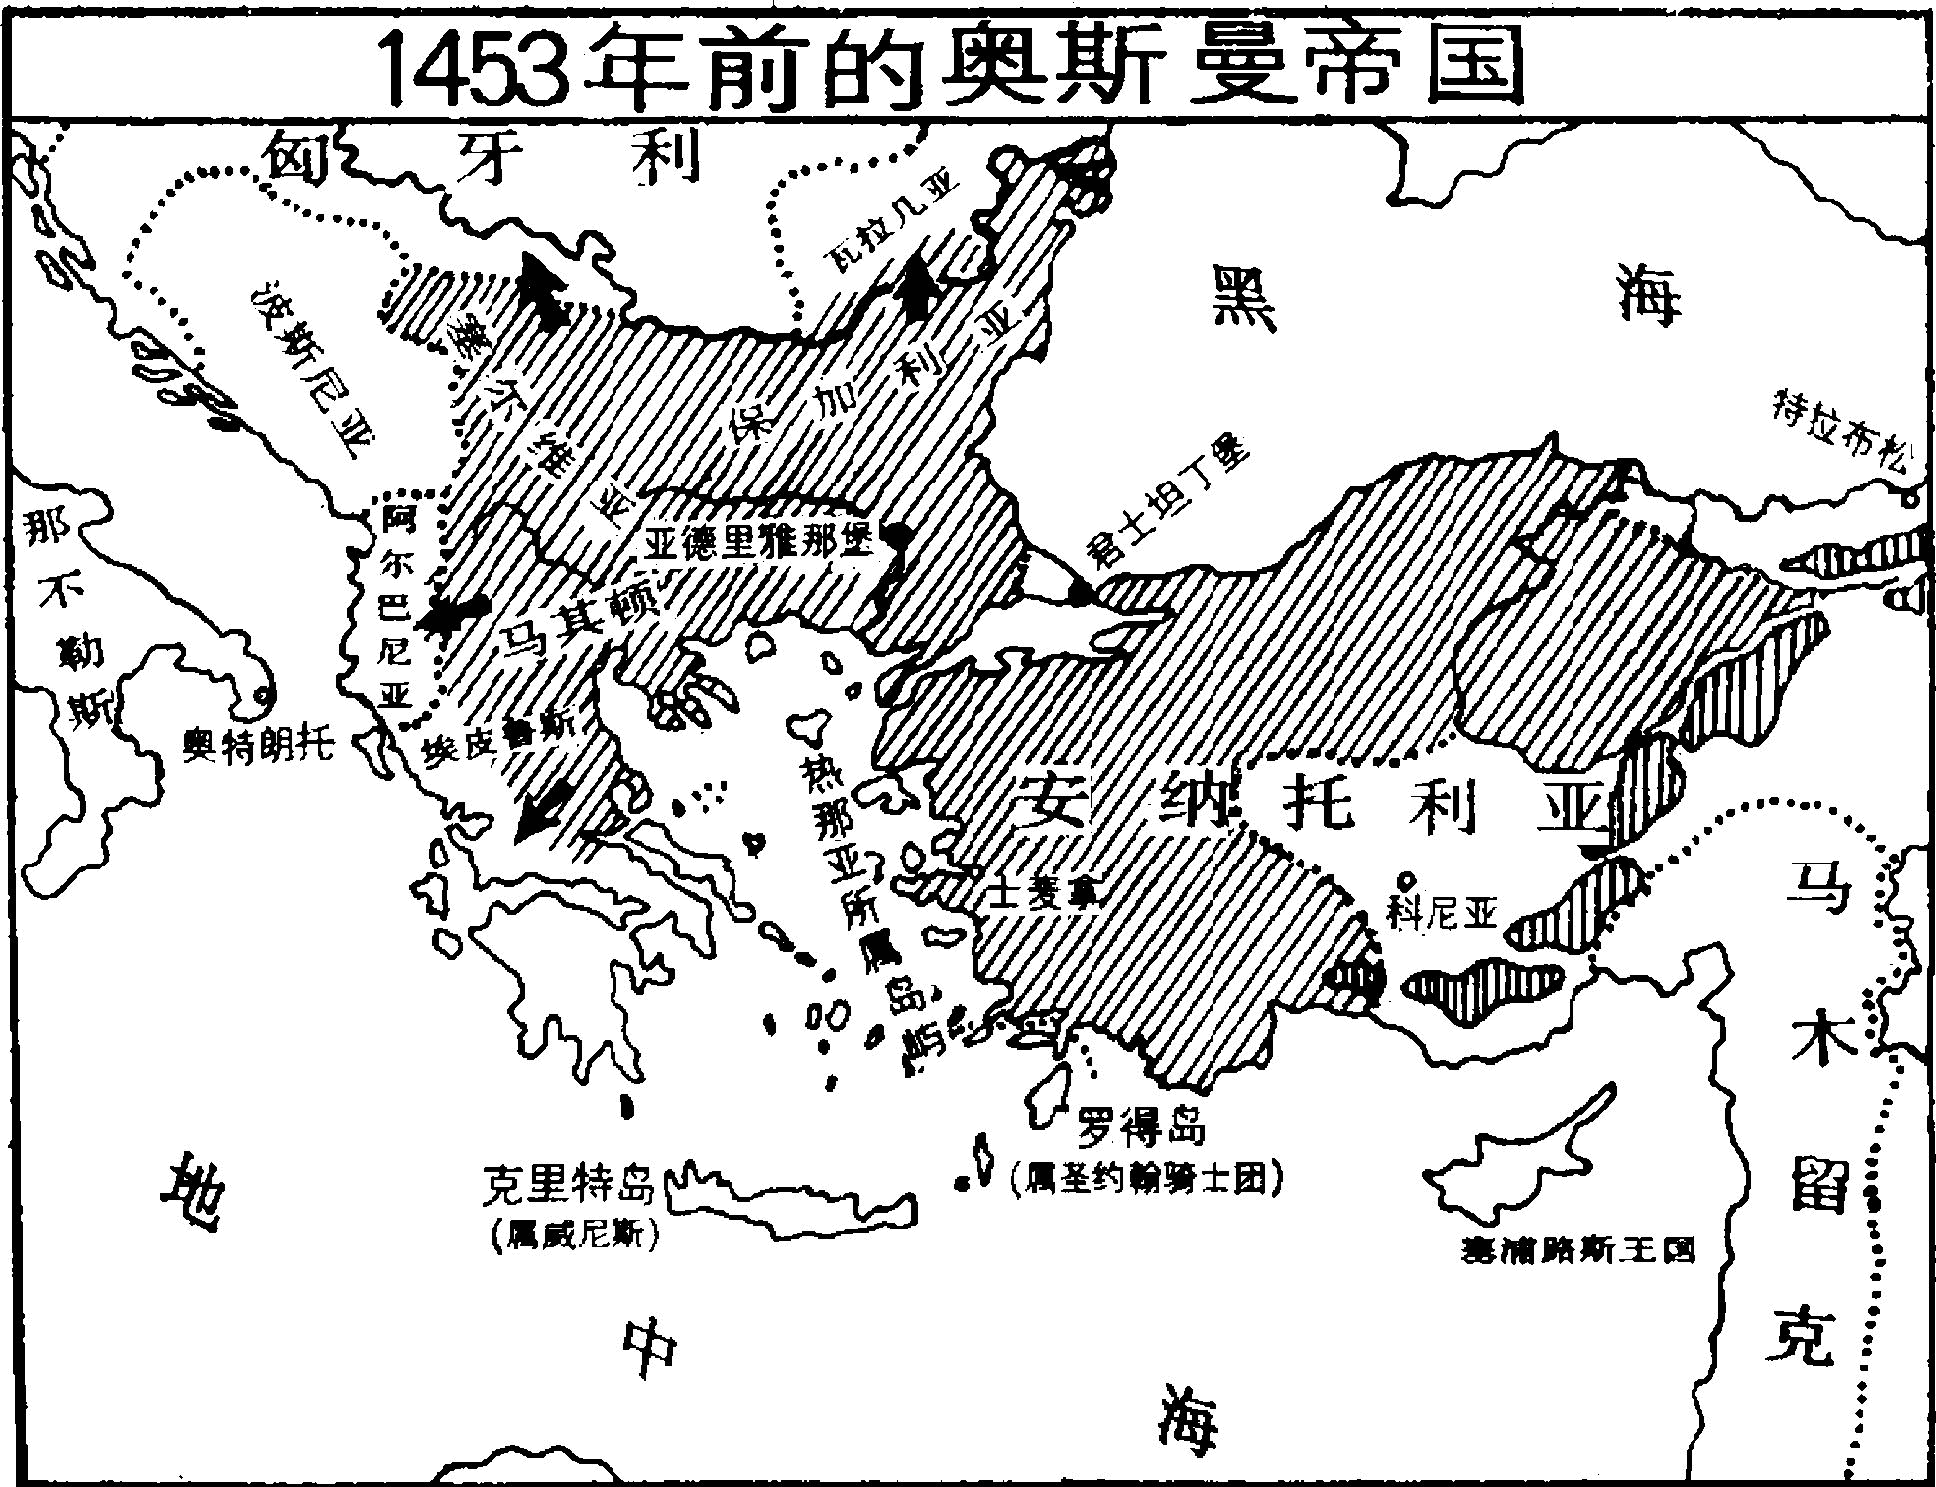 1453年前的奥斯曼帝国
匈牙利
瓦拉几亚
波斯尼亚
塞尔维亚
保加利亚
黑海
特拉布松
君士坦丁堡
亚德里雅那堡
阿尔巴尼亚
马其顿
那不勒斯
奥特朗托
埃皮鲁斯
热那亚所属岛屿
安纳托利亚
士麦拿
科尼亚
马木留克
罗得岛
(属圣约翰骑士团)
克里特岛
(属威尼斯)
塞浦路斯王国
地中海